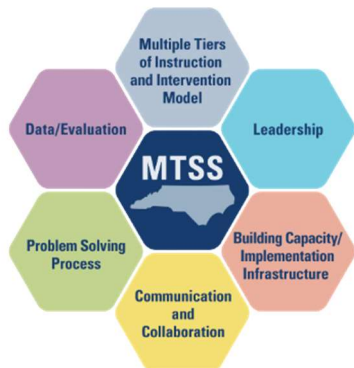 Multiple Tiers
of Instruction
and Intervention
Model
Data/Evaluation
Leadership
MTSS
Problem Solving
Process
Building Capacity/
Implementation
Infrastructure
Communication
and
Collaboration